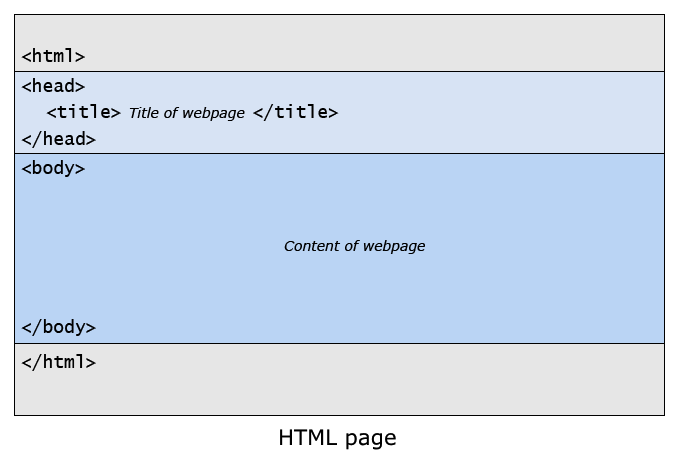 <html>
<head>
<title> Title of webpage </title>
</head>
<body>
Content of webpage
</body>
</html>
HTML page